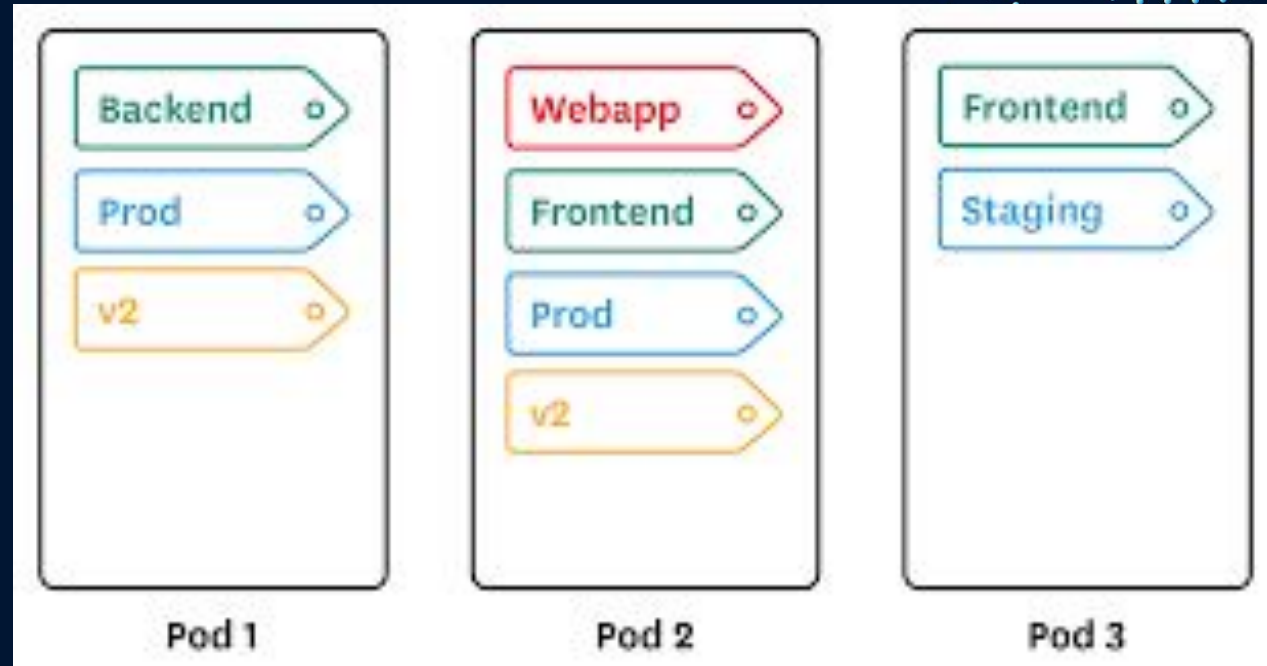 Backend
Prod
v2
Pod 1
Webapp
Frontend
Prod
v2
Pod 2
Frontend
Staging
Pod 3